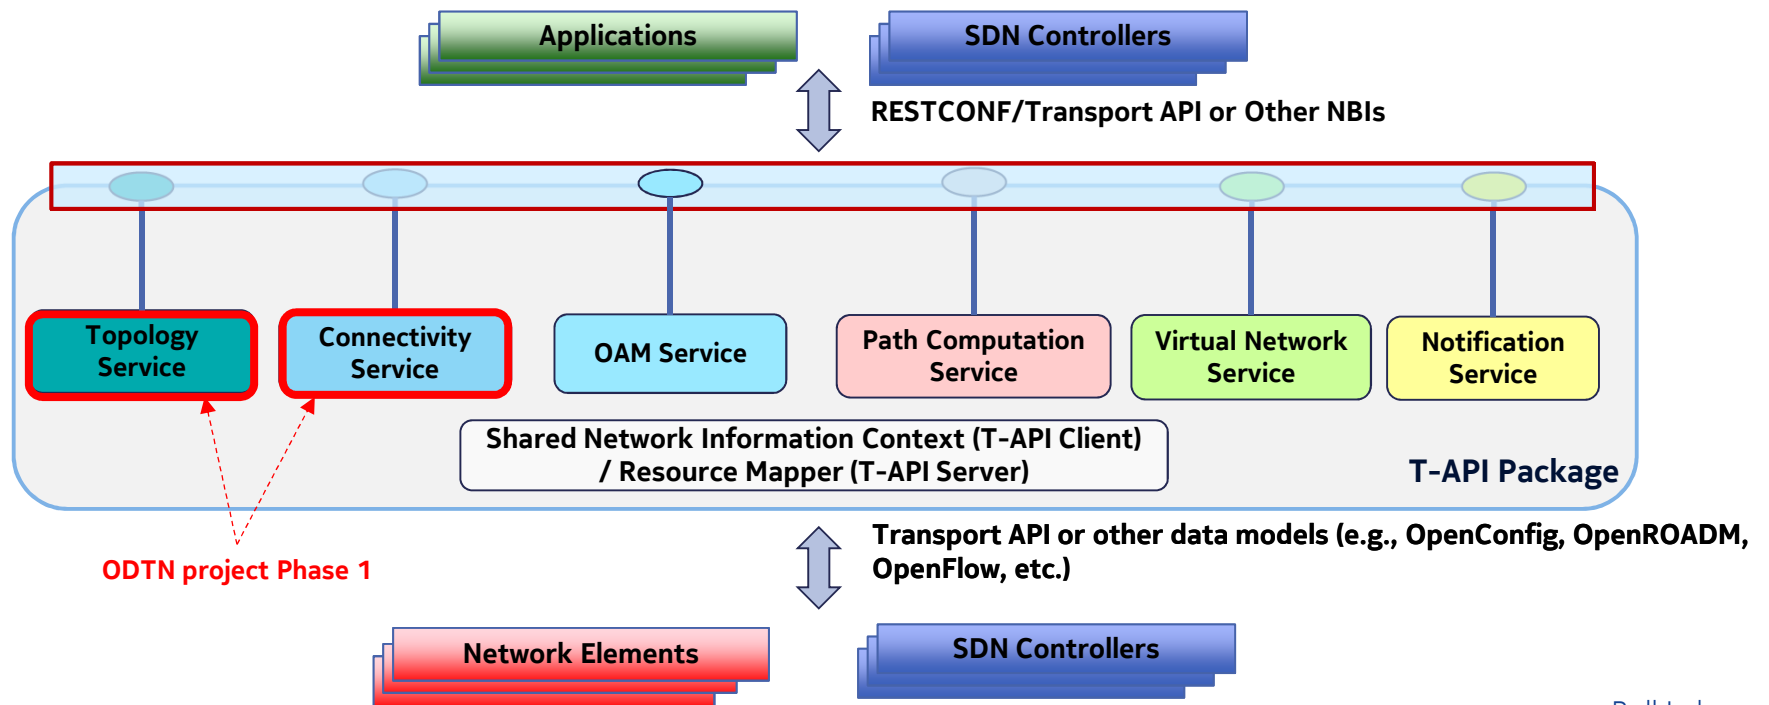 Applications
SDN Controllers
RESTCONF/Transport API or Other NBIs
Topology
Service
Connectivity
Service
OAM Service
Path Computation
Service
Virtual Network
Service
Notification
Service
Shared Network Information Context (T-API Client)
/ Resource Mapper (T-API Server)
T-API Package
ODTN project Phase 1
Transport API or other data models (e.g., OpenConfig, OpenROADM,
OpenFlow, etc.)
Network Elements
SDN Controllers